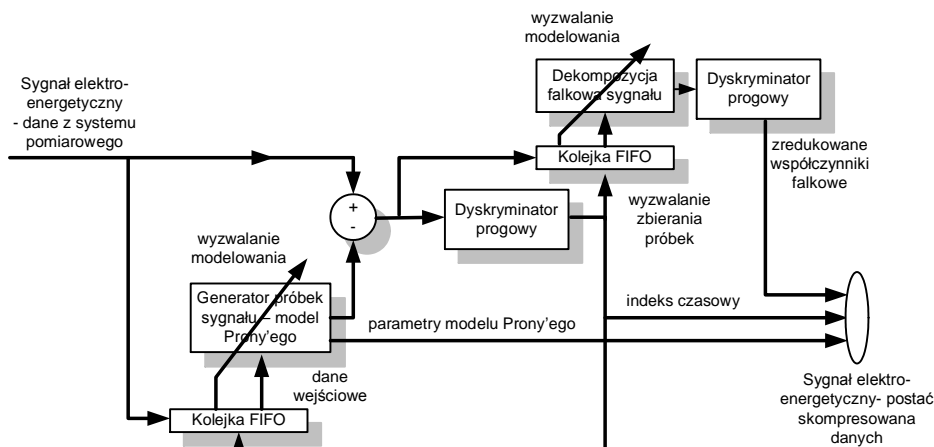 wyzwalanie
modelowania
Sygnał elektro-
energetyczny
- dane z systemu
pomiarowego
Dekompozycja
falkowa sygnału
Dyskryminator
progowy
Kolejka FIFO
zredukowane
współczynniki
falkowe
+
-
Dyskryminator
progowy
wyzwalanie
zbierania
próbek
wyzwalanie
modelowania
Generator próbek
sygnału – model
Prony'ego
indeks czasowy
parametry modelu Prony'ego
dane
wejściowe
Kolejka FIFO
Sygnał elektro-
energetyczny- postać
skompresowana
danych